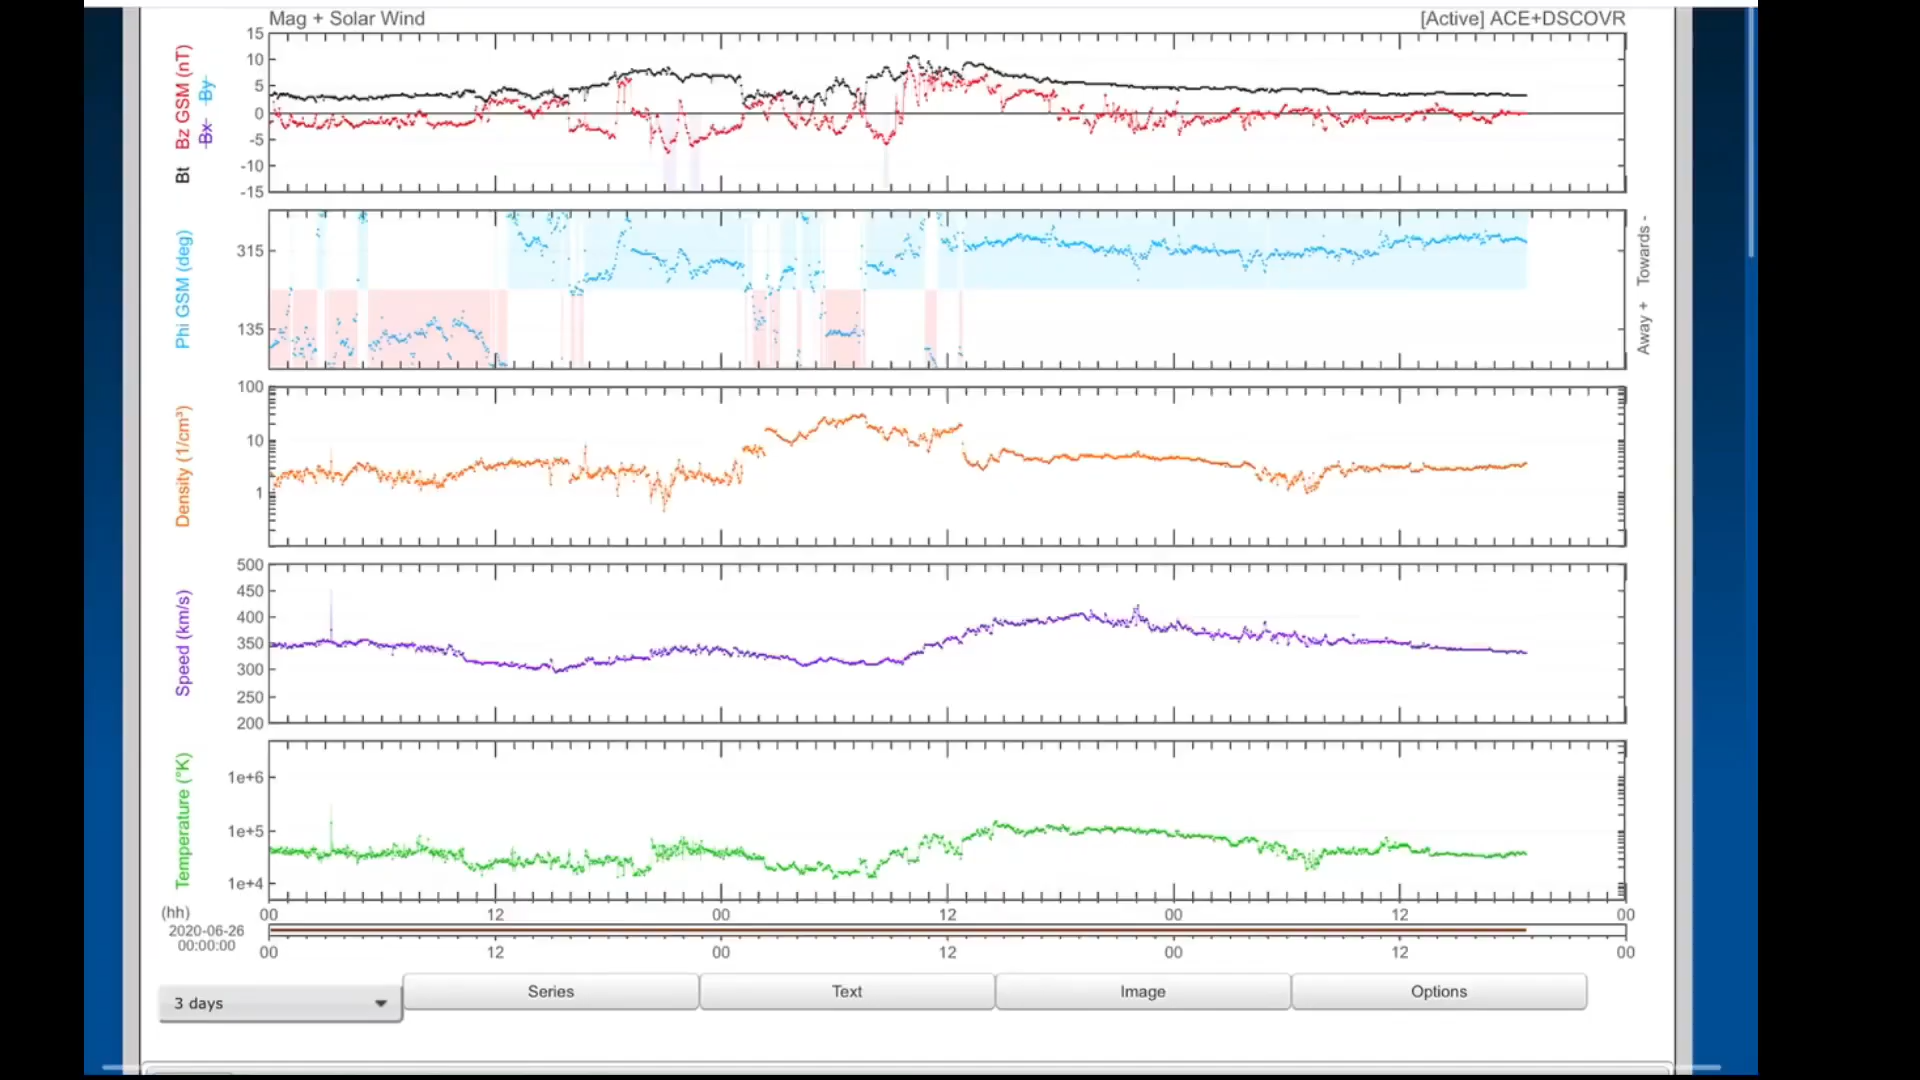 Mag + Solar Wind
[Active] ACE+DSCOVR
Bt Bz GSM (nT)
Bx By
15
10
5
0
-5
-10
-15
Phi GSM (deg)
315
135
Away + Towards -
Density (1/cm³)
100
10
1
Speed (km/s)
500
450
400
350
300
250
200
Temperature (°K)
1e+6
1e+5
1e+4
(hh)
00 12 00 12 00 12 00
2020-06-26
00:00:00
00 12 00 12 00 12 00
3 days
Series
Text
Image
Options